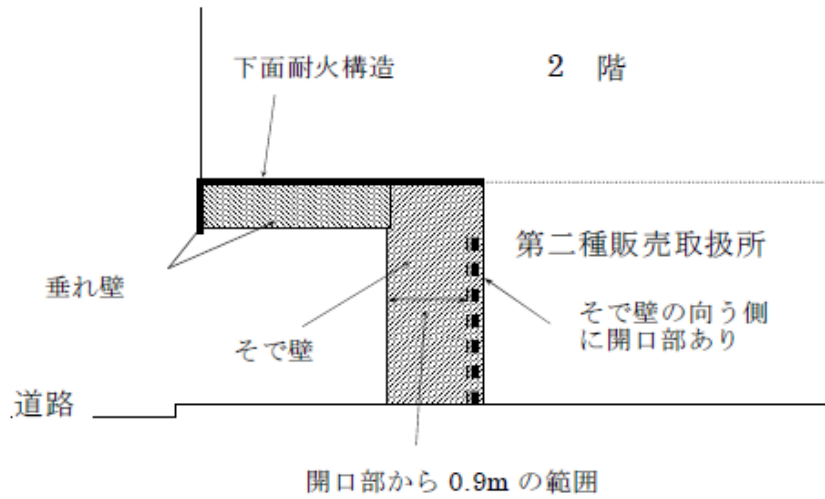 下面耐火構造
2 階
第二種販売取扱所
垂れ壁
そで壁の向う側
に開口部あり
そで壁
道路
開口部から 0.9m の範囲